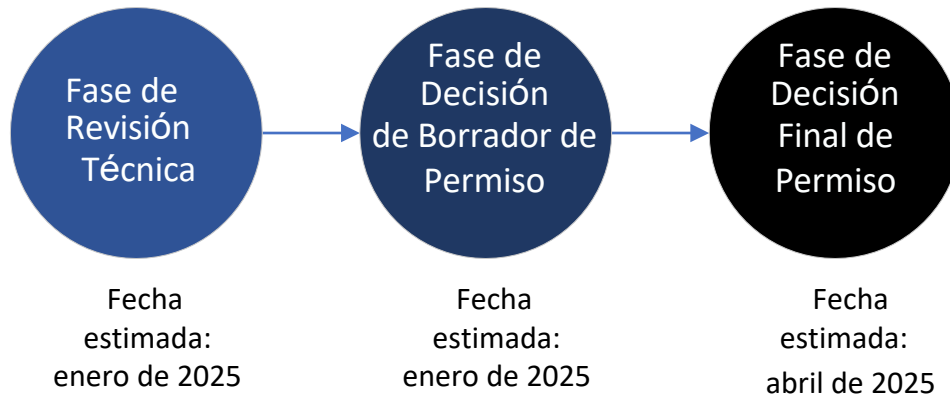 Fase de
Revisión
Técnica
Fase de
Decisión
de Borrador de
Permiso
Fase de
Decisión
Final de
Permiso
Fecha
estimada:
enero de 2025
Fecha
estimada:
enero de 2025
Fecha
estimada:
abril de 2025